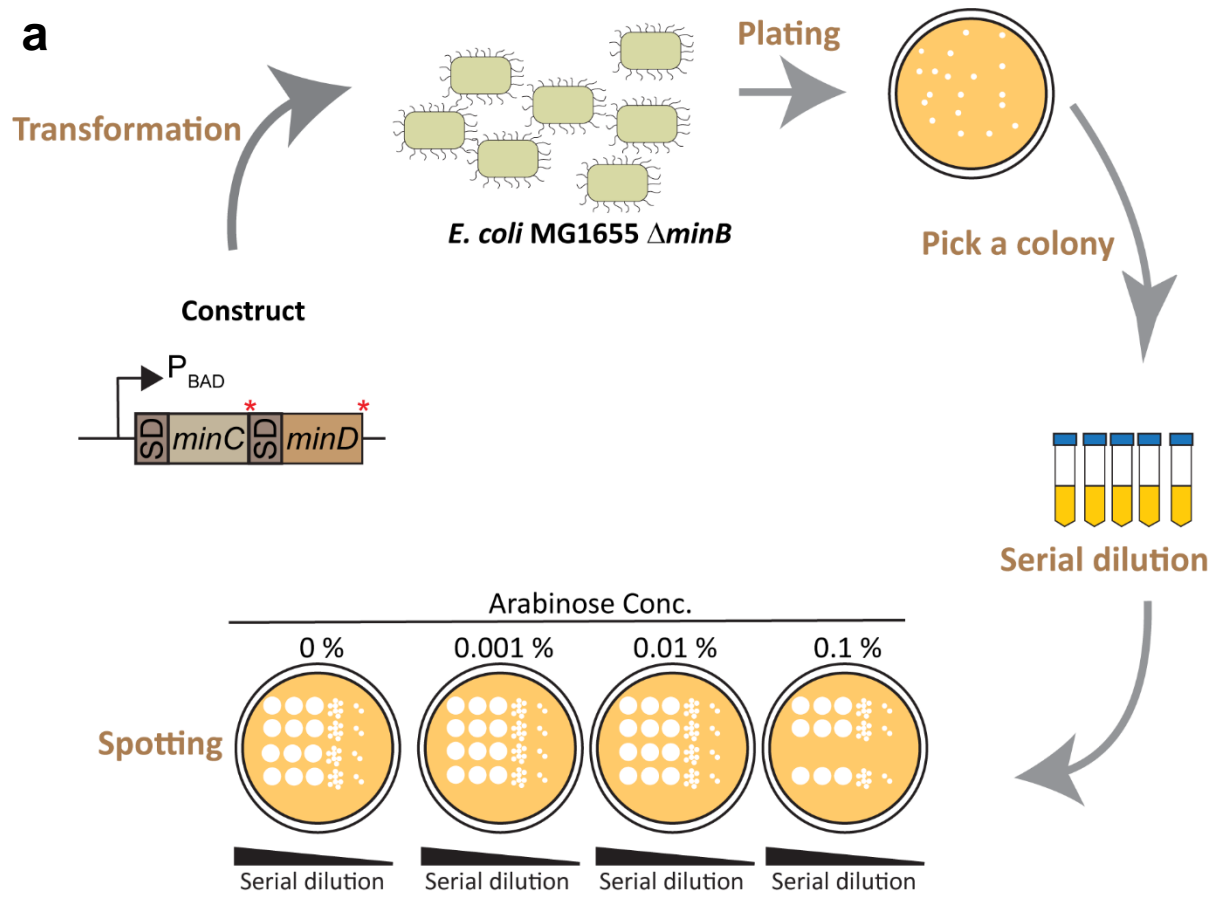 a
Transformation
Plating
E. coli MG1655 ΔminB
Pick a colony
Construct
P BAD
* *
SD minC SD minD
Serial dilution
Arabinose Conc.
0 % 0.001 % 0.01 % 0.1 %
Spotting
Serial dilution Serial dilution Serial dilution Serial dilution